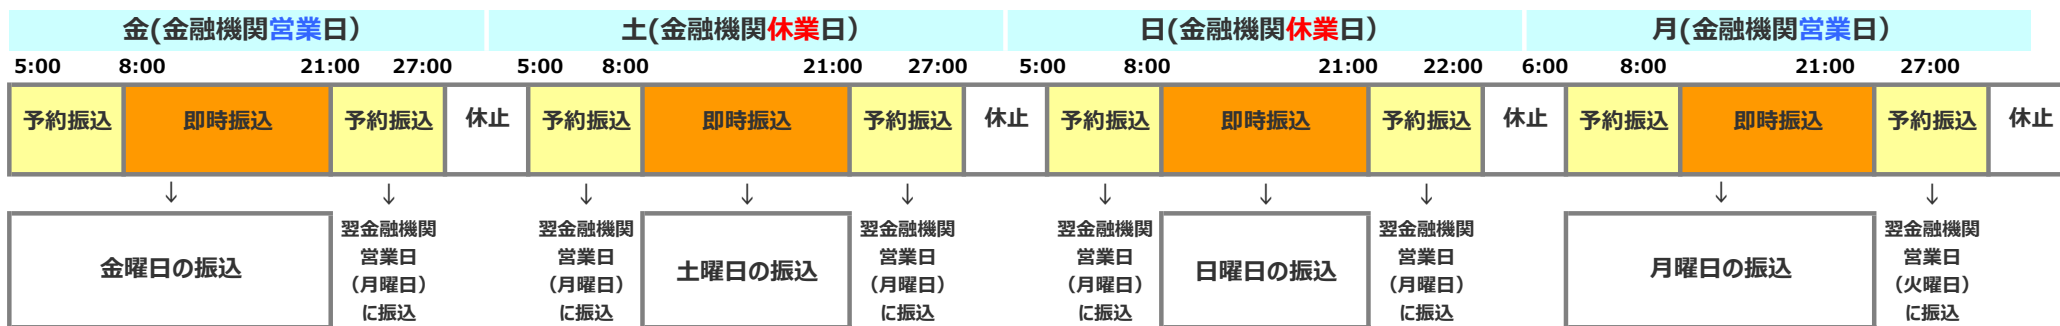 金(金融機関営業日) 土(金融機関休業日) 日(金融機関休業日) 月(金融機関営業日)
5:00 8:00 21:00 27:00 5:00 8:00 21:00 27:00 5:00 8:00 21:00 22:00 6:00 8:00 21:00 27:00
予約振込 即時振込 予約振込 休止 予約振込 即時振込 予約振込 休止 予約振込 即時振込 予約振込 休止 予約振込 即時振込 予約振込 休止
↓ ↓ ↓ ↓ ↓ ↓ ↓ ↓ ↓ ↓
金曜日の振込
翌金融機関
営業日
(月曜日)
に振込
翌金融機関
営業日
(月曜日)
に振込
土曜日の振込
翌金融機関
営業日
(月曜日)
に振込
翌金融機関
営業日
(月曜日)
に振込
日曜日の振込
翌金融機関
営業日
(月曜日)
に振込
月曜日の振込
翌金融機関
営業日
(火曜日)
に振込